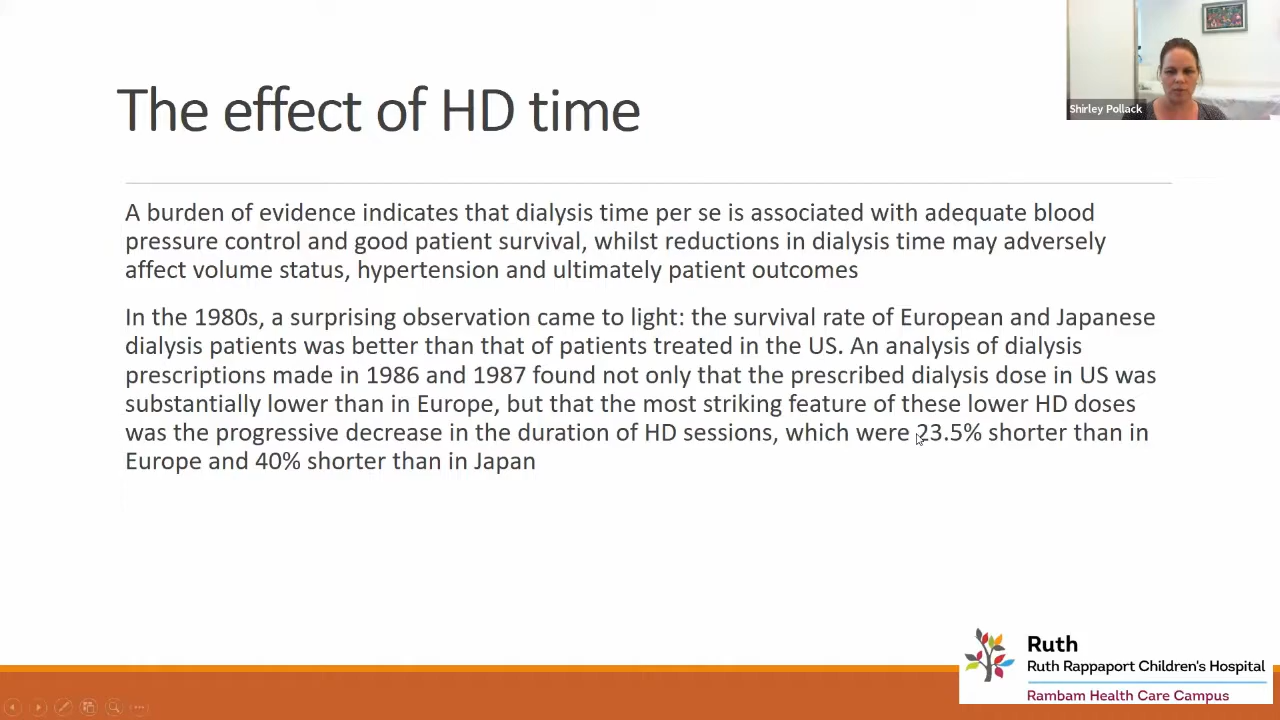 The effect of HD time
Shirley Pollack
A burden of evidence indicates that dialysis time per se is associated with adequate blood
pressure control and good patient survival, whilst reductions in dialysis time may adversely
affect volume status, hypertension and ultimately patient outcomes
In the 1980s, a surprising observation came to light: the survival rate of European and Japanese
dialysis patients was better than that of patients treated in the US. An analysis of dialysis
prescriptions made in 1986 and 1987 found not only that the prescribed dialysis dose in US was
substantially lower than in Europe, but that the most striking feature of these lower HD doses
was the progressive decrease in the duration of HD sessions, which were 23.5% shorter than in
Europe and 40% shorter than in Japan
Ruth
Ruth Rappaport Children's Hospital
Rambam Health Care Campus